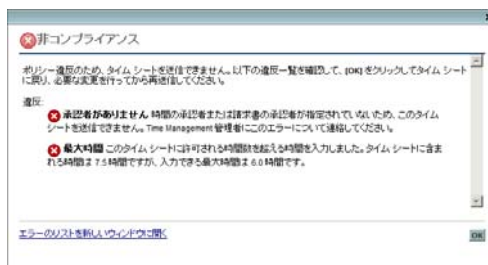 非コンプライアンス
ポリシー違反のため、タイム シートを送信できません。以下の違反一覧を確認して、[OK] をクリックしてタイム シート
に戻り、必要な変更を行ってから再送信してください。
違反:
承認者がありません 時間の承認者または請求書の承認者が指定されていないため、このタイム
シートを送信できません。Time Management 管理者にこのエラーについて連絡してください。
最大時間 このタイム シートに許可される時間数を超える時間を入力しました。タイム シートに含ま
れる時間は 7.5 時間ですが、入力できる最大時間は 6.0 時間です。
エラーのリストを新しいウィンドウに開く
OK